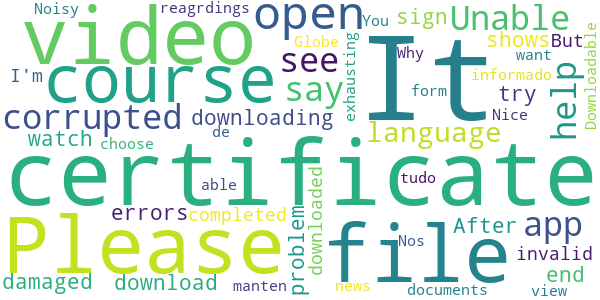 Noisy
reagrdings
open
You
sign
Unable
video
I'm
course
see
Globe
exhausting
It
Why
shows
But
want
Downloadable
say
informado
try
form
Nice
help
corrupted
downloading
watch
choose
de
language
certificate
able
tudo
Please
errors
completed
problem
downloaded
file
Nos
After
app
invalid
damaged
download
manten
news
documents
end
view